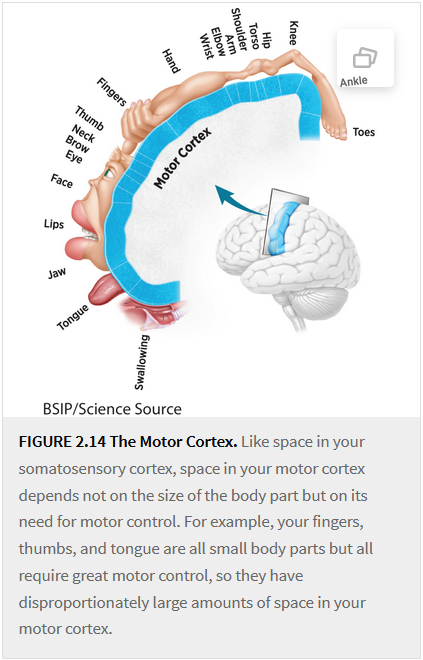 Swallowing
Tongue
Jaw
Lips
Face
Eye
Brow
Neck
Thumb
Fingers
Hand
Wrist
Elbow
Arm
Shoulder
Torso
Hip
Knee
Ankle
Toes
Motor Cortex
BSIP/Science Source
FIGURE 2.14 The Motor Cortex. Like space in your
somatosensory cortex, space in your motor cortex
depends not on the size of the body part but on its
need for motor control. For example, your fingers,
thumbs, and tongue are all small body parts but all
require great motor control, so they have
disproportionately large amounts of space in your
motor cortex.